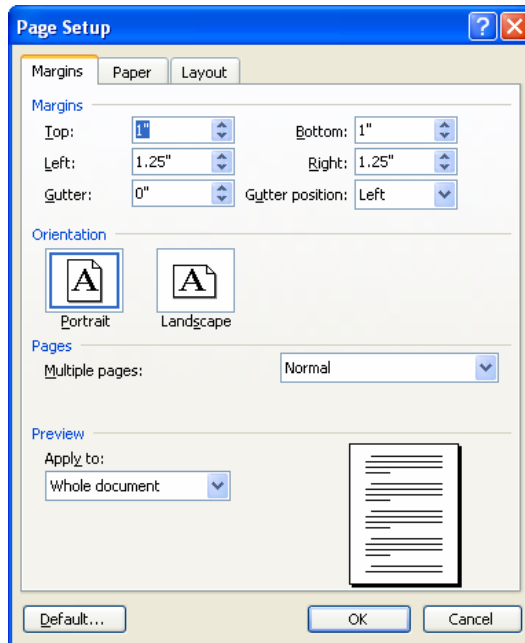 Page Setup
Margins Paper Layout
Margins
Top: 1" Bottom: 1"
Left: 1.25" Right: 1.25"
Gutter: 0" Gutter position: Left
Orientation
A A
Portrait Landscape
Pages
Multiple pages: Normal
Preview
Apply to:
Whole document
Default... OK Cancel